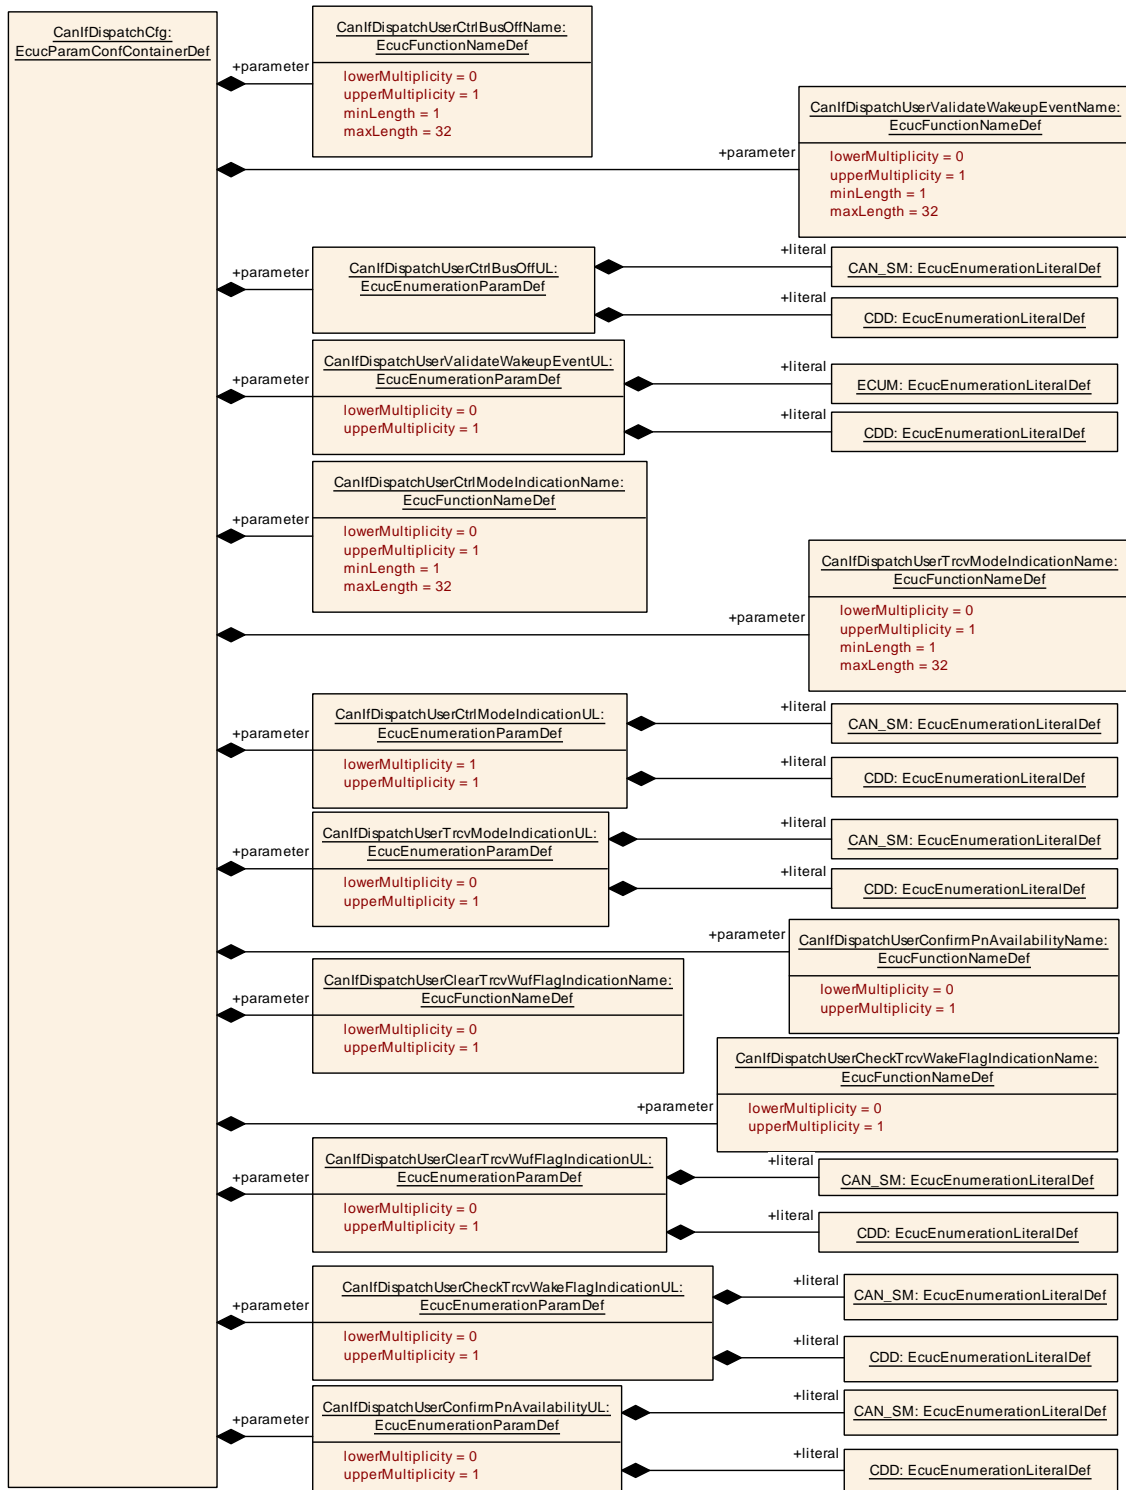 CanIfDispatchCfg:
EcucParamConfContainerDef
CanIfDispatchUserCtrlBusOffName:
EcucFunctionNameDef
+parameter
lowerMultiplicity = 0
upperMultiplicity = 1
minLength = 1
maxLength = 32
CanIfDispatchUserValidateWakeupEventName:
EcucFunctionNameDef
+parameter
lowerMultiplicity = 0
upperMultiplicity = 1
minLength = 1
maxLength = 32
CanIfDispatchUserCtrlBusOffUL:
EcucEnumerationParamDef
+parameter
+literal
CAN_SM: EcucEnumerationLiteralDef
+literal
CDD: EcucEnumerationLiteralDef
CanIfDispatchUserValidateWakeupEventUL:
EcucEnumerationParamDef
+parameter
lowerMultiplicity = 0
upperMultiplicity = 1
+literal
ECUM: EcucEnumerationLiteralDef
+literal
CDD: EcucEnumerationLiteralDef
CanIfDispatchUserCtrlModeIndicationName:
EcucFunctionNameDef
+parameter
lowerMultiplicity = 0
upperMultiplicity = 1
minLength = 1
maxLength = 32
CanIfDispatchUserTrcvModeIndicationName:
EcucFunctionNameDef
+parameter
lowerMultiplicity = 0
upperMultiplicity = 1
minLength = 1
maxLength = 32
CanIfDispatchUserCtrlModeIndicationUL:
EcucEnumerationParamDef
+parameter
lowerMultiplicity = 1
upperMultiplicity = 1
+literal
CAN_SM: EcucEnumerationLiteralDef
+literal
CDD: EcucEnumerationLiteralDef
CanIfDispatchUserTrcvModeIndicationUL:
EcucEnumerationParamDef
+parameter
lowerMultiplicity = 0
upperMultiplicity = 1
+literal
CAN_SM: EcucEnumerationLiteralDef
+literal
CDD: EcucEnumerationLiteralDef
+parameter
CanIfDispatchUserConfirmPnAvailabilityName:
EcucFunctionNameDef
lowerMultiplicity = 0
upperMultiplicity = 1
CanIfDispatchUserClearTrcvWufFlagIndicationName:
EcucFunctionNameDef
+parameter
lowerMultiplicity = 0
upperMultiplicity = 1
CanIfDispatchUserCheckTrcvWakeFlagIndicationName:
EcucFunctionNameDef
+parameter
lowerMultiplicity = 0
upperMultiplicity = 1
CanIfDispatchUserClearTrcvWufFlagIndicationUL:
EcucEnumerationParamDef
+parameter
lowerMultiplicity = 0
upperMultiplicity = 1
+literal
CAN_SM: EcucEnumerationLiteralDef
+literal
CDD: EcucEnumerationLiteralDef
CanIfDispatchUserCheckTrcvWakeFlagIndicationUL:
EcucEnumerationParamDef
+parameter
lowerMultiplicity = 0
upperMultiplicity = 1
+literal
CAN_SM: EcucEnumerationLiteralDef
+literal
CDD: EcucEnumerationLiteralDef
CanIfDispatchUserConfirmPnAvailabilityUL:
EcucEnumerationParamDef
+parameter
lowerMultiplicity = 0
upperMultiplicity = 1
+literal
CAN_SM: EcucEnumerationLiteralDef
+literal
CDD: EcucEnumerationLiteralDef